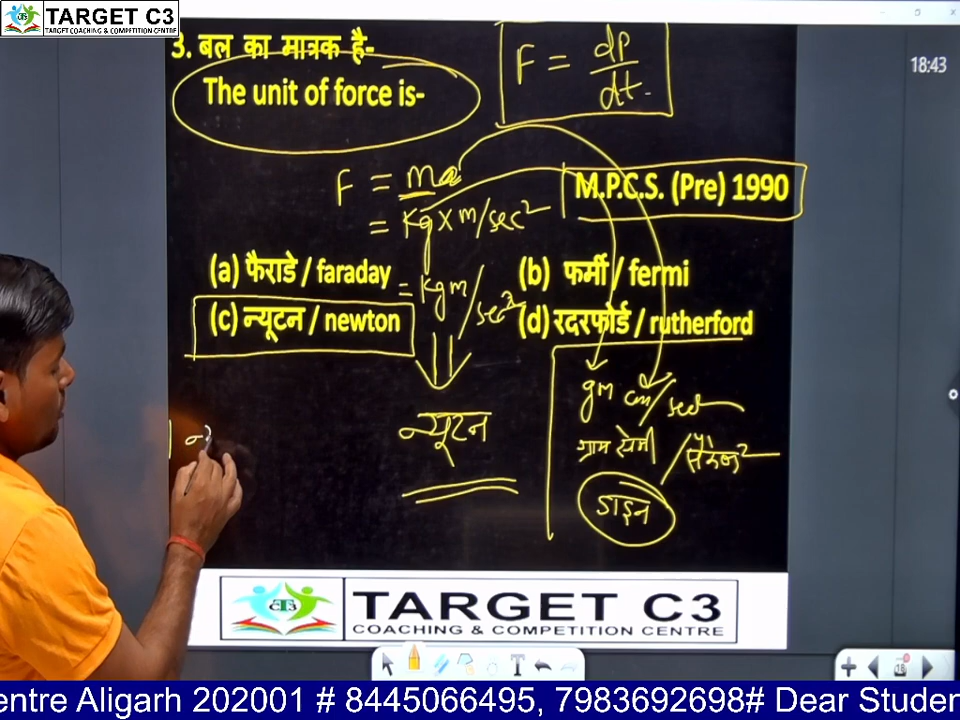 TARGET C3
TARGET COACHING & COMPETITION CENTRE
3. बल का मात्रक है-
The unit of force is-
F = dp/dt
18:43
F = ma
M.P.C.S. (Pre) 1990
= Kg x m/sec²
(a) फैराडे / faraday
(b) फर्मी / fermi
= Kgm/sec²
(c) न्यूटन / newton
(d) रदरफोर्ड / rutherford
gm cm/sec²
न्यूटन
ग्राम सेमी
डाइन
TARGET C3
COACHING & COMPETITION CENTRE
entre Aligarh 202001 # 8445066495, 7983692698# Dear Studen